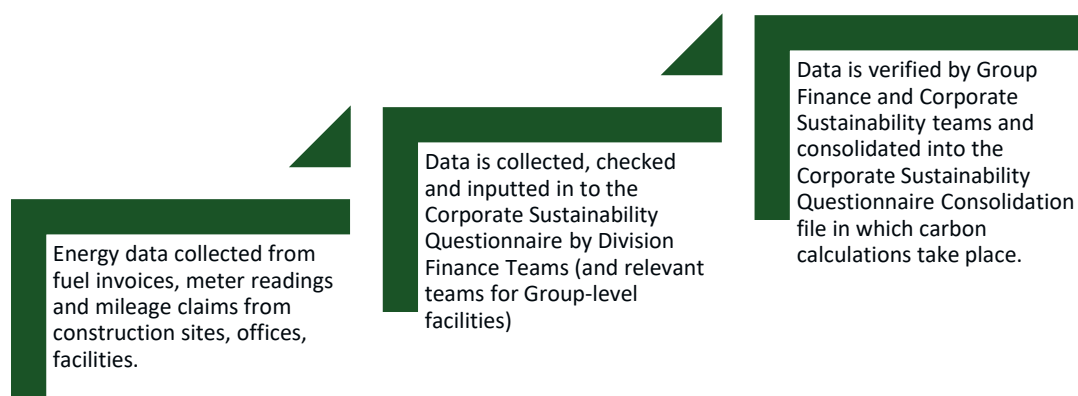 Energy data collected from
fuel invoices, meter readings
and mileage claims from
construction sites, offices,
facilities.
Data is collected, checked
and inputted in to the
Corporate Sustainability
Questionnaire by Division
Finance Teams (and relevant
teams for Group-level
facilities)
Data is verified by Group
Finance and Corporate
Sustainability teams and
consolidated into the
Corporate Sustainability
Questionnaire Consolidation
file in which carbon
calculations take place.